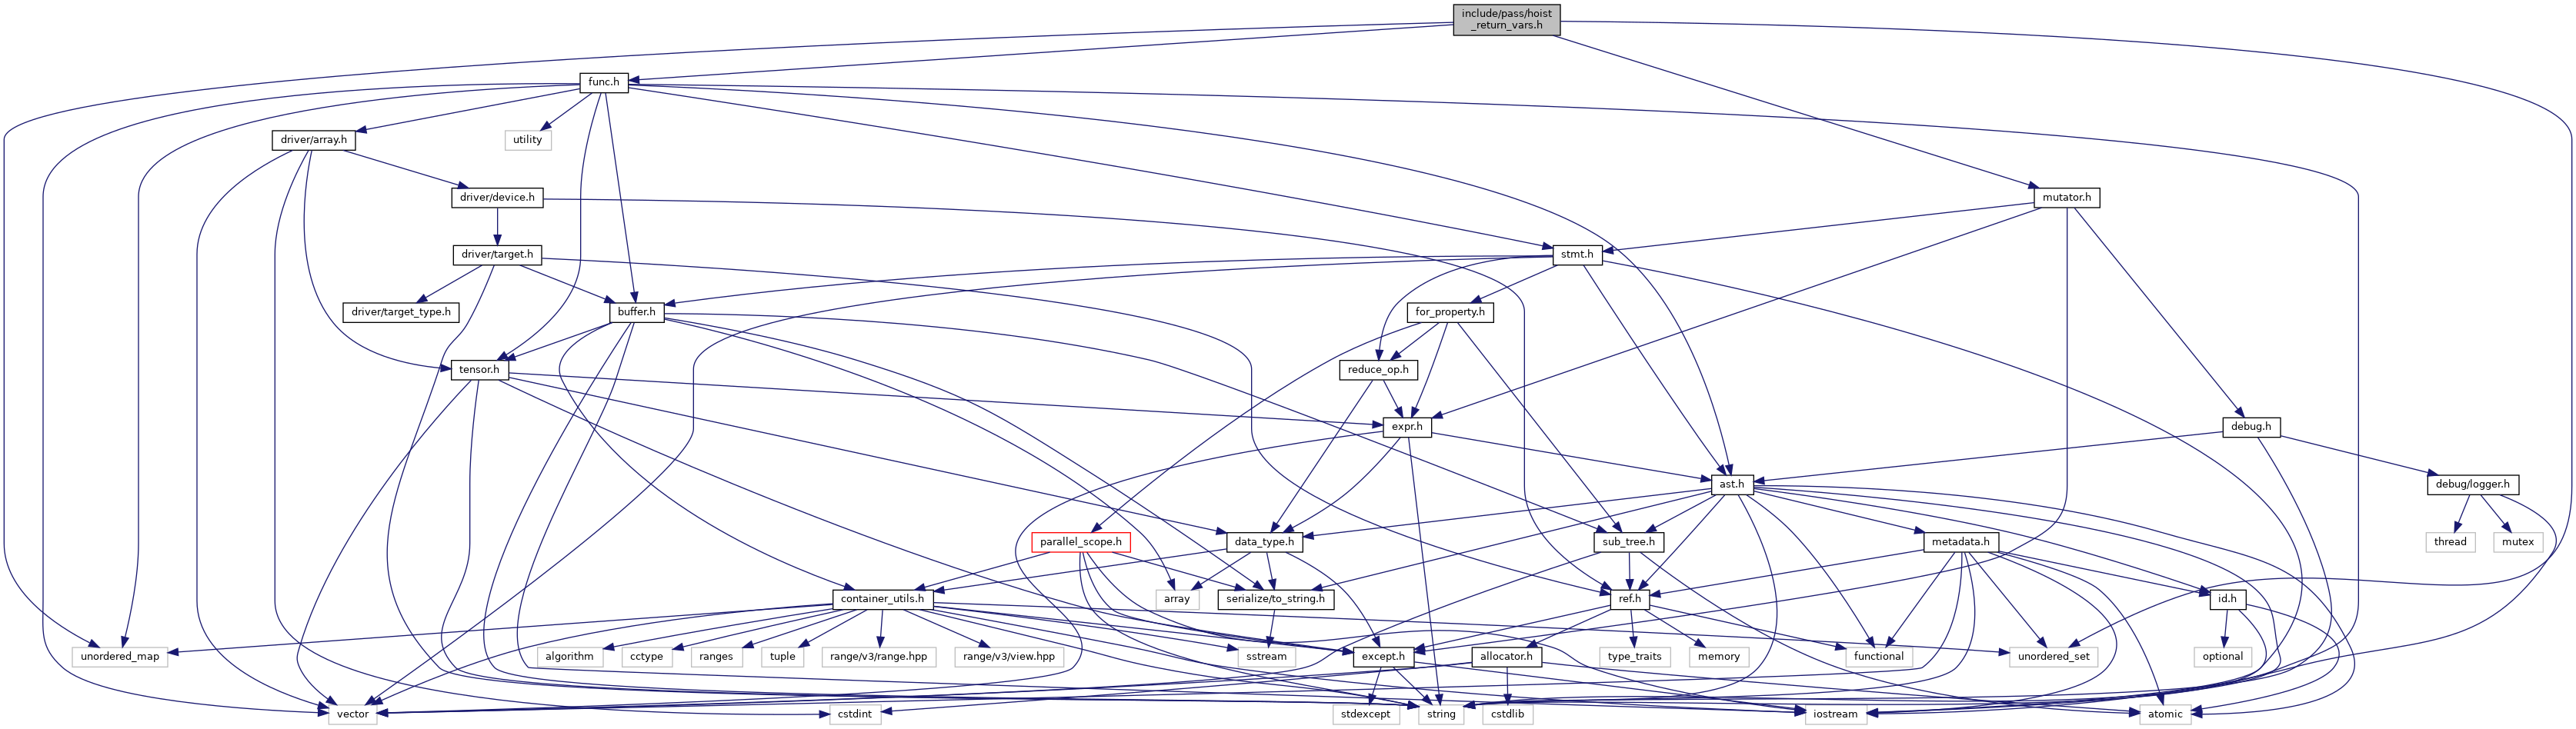 include/pass/hoist
_return_vars.h
func.h
driver/array.h
utility
driver/device.h
mutator.h
driver/target.h
stmt.h
driver/target_type.h
buffer.h
for_property.h
tensor.h
reduce_op.h
expr.h
debug.h
ast.h
debug/logger.h
parallel_scope.h
data_type.h
sub_tree.h
metadata.h
thread
mutex
container_utils.h
array
serialize/to_string.h
ref.h
id.h
unordered_map
algorithm
cctype
ranges
tuple
range/v3/range.hpp
range/v3/view.hpp
sstream
except.h
allocator.h
type_traits
memory
functional
unordered_set
optional
vector
cstdint
stdexcept
string
cstdlib
iostream
atomic